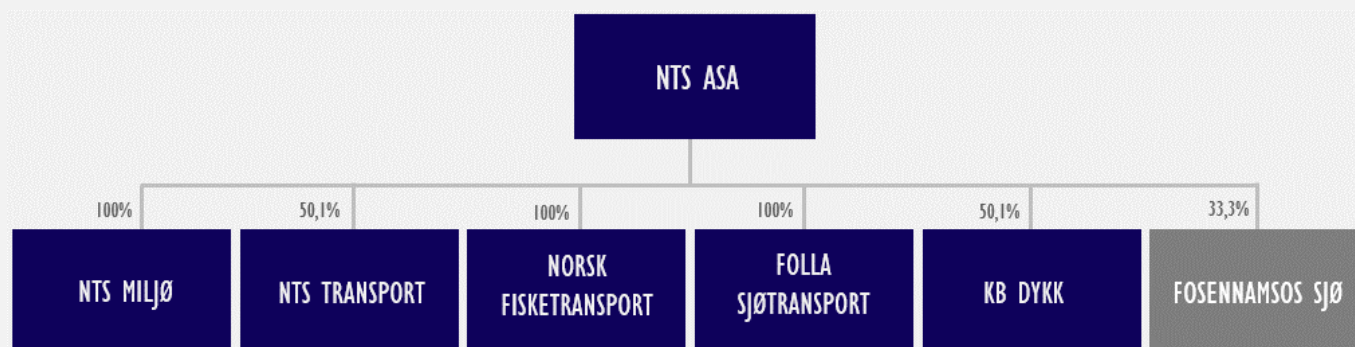 NTS ASA
100%
50,1%
100%
100%
50,1%
33,3%
NTS MILJØ
NTS TRANSPORT
NORSK
FISKETRANSPORT
FOLLA
SJØTRANSPORT
KB DYKK
FOSENNAMSOS SJØ